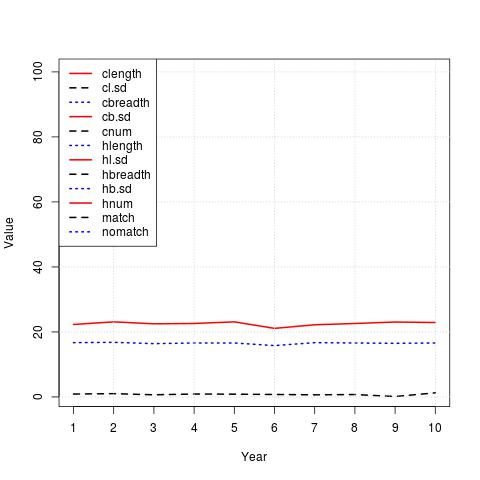 100
80
60
40
20
0
Value
clength
cl.sd
cbreadth
cb.sd
cnum
hlength
hl.sd
hbreadth
hb.sd
hnum
match
nomatch
1 2 3 4 5 6 7 8 9 10
Year